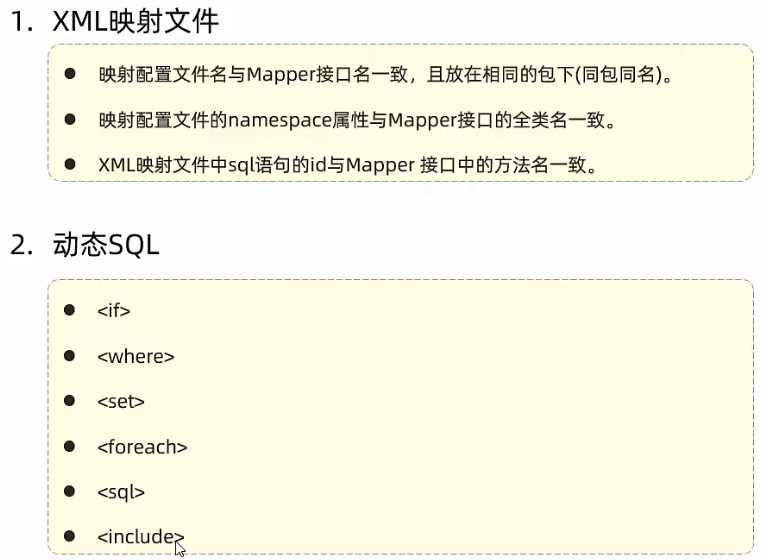 1. XML映射文件
● 映射配置文件名与Mapper接口名一致，且放在相同的包下(同包同名)。
● 映射配置文件的namespace属性与Mapper接口的全类名一致。
● XML映射文件中sql语句的id与Mapper 接口中的方法名一致。
2. 动态SQL
● <if>
● <where>
● <set>
● <foreach>
● <sql>
● <include>